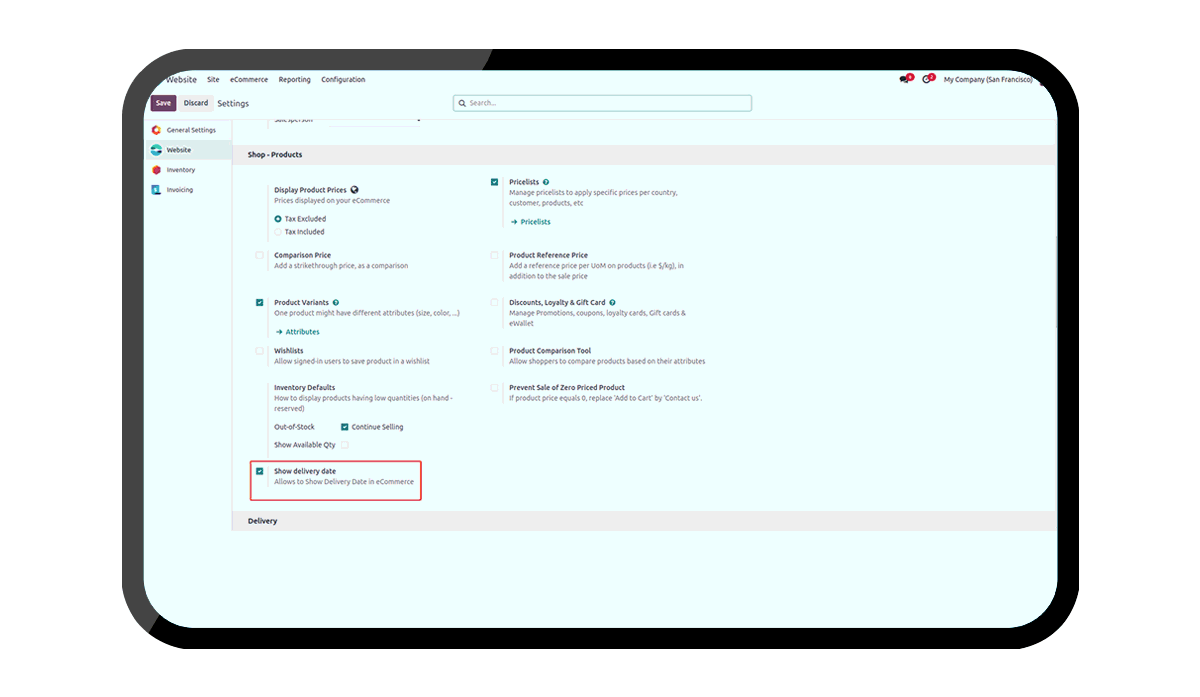 Website Site eCommerce Reporting Configuration
My Company (San Francisco)
Save Discard Settings
Search...
General Settings
Website
Inventory
Invoicing
Salesperson
Shop - Products
Display Product Prices
Prices displayed on your eCommerce
Tax Excluded
Tax Included
Pricelists
Manage pricelists to apply specific prices per country,
customer, products, etc
Pricelists
Comparison Price
Add a strikethrough price, as a comparison
Product Reference Price
Add a reference price per UoM on products (i.e $/kg), in
addition to the sale price
Product Variants
One product might have different attributes (size, color,...)
Attributes
Discounts, Loyalty & Gift Card
Manage Promotions, coupons, loyalty cards, Gift cards &
eWallet
Wishlists
Allow signed-in users to save product in a wishlist
Product Comparison Tool
Allow shoppers to compare products based on their attributes
Inventory Defaults
How to display products having low quantities (on hand -
reserved)
Out-of-Stock Continue Selling
Show Available Qty
Prevent Sale of Zero Priced Product
If product price equals 0, replace 'Add to Cart' by 'Contact us'.
Show delivery date
Allows to Show Delivery Date in eCommerce
Delivery